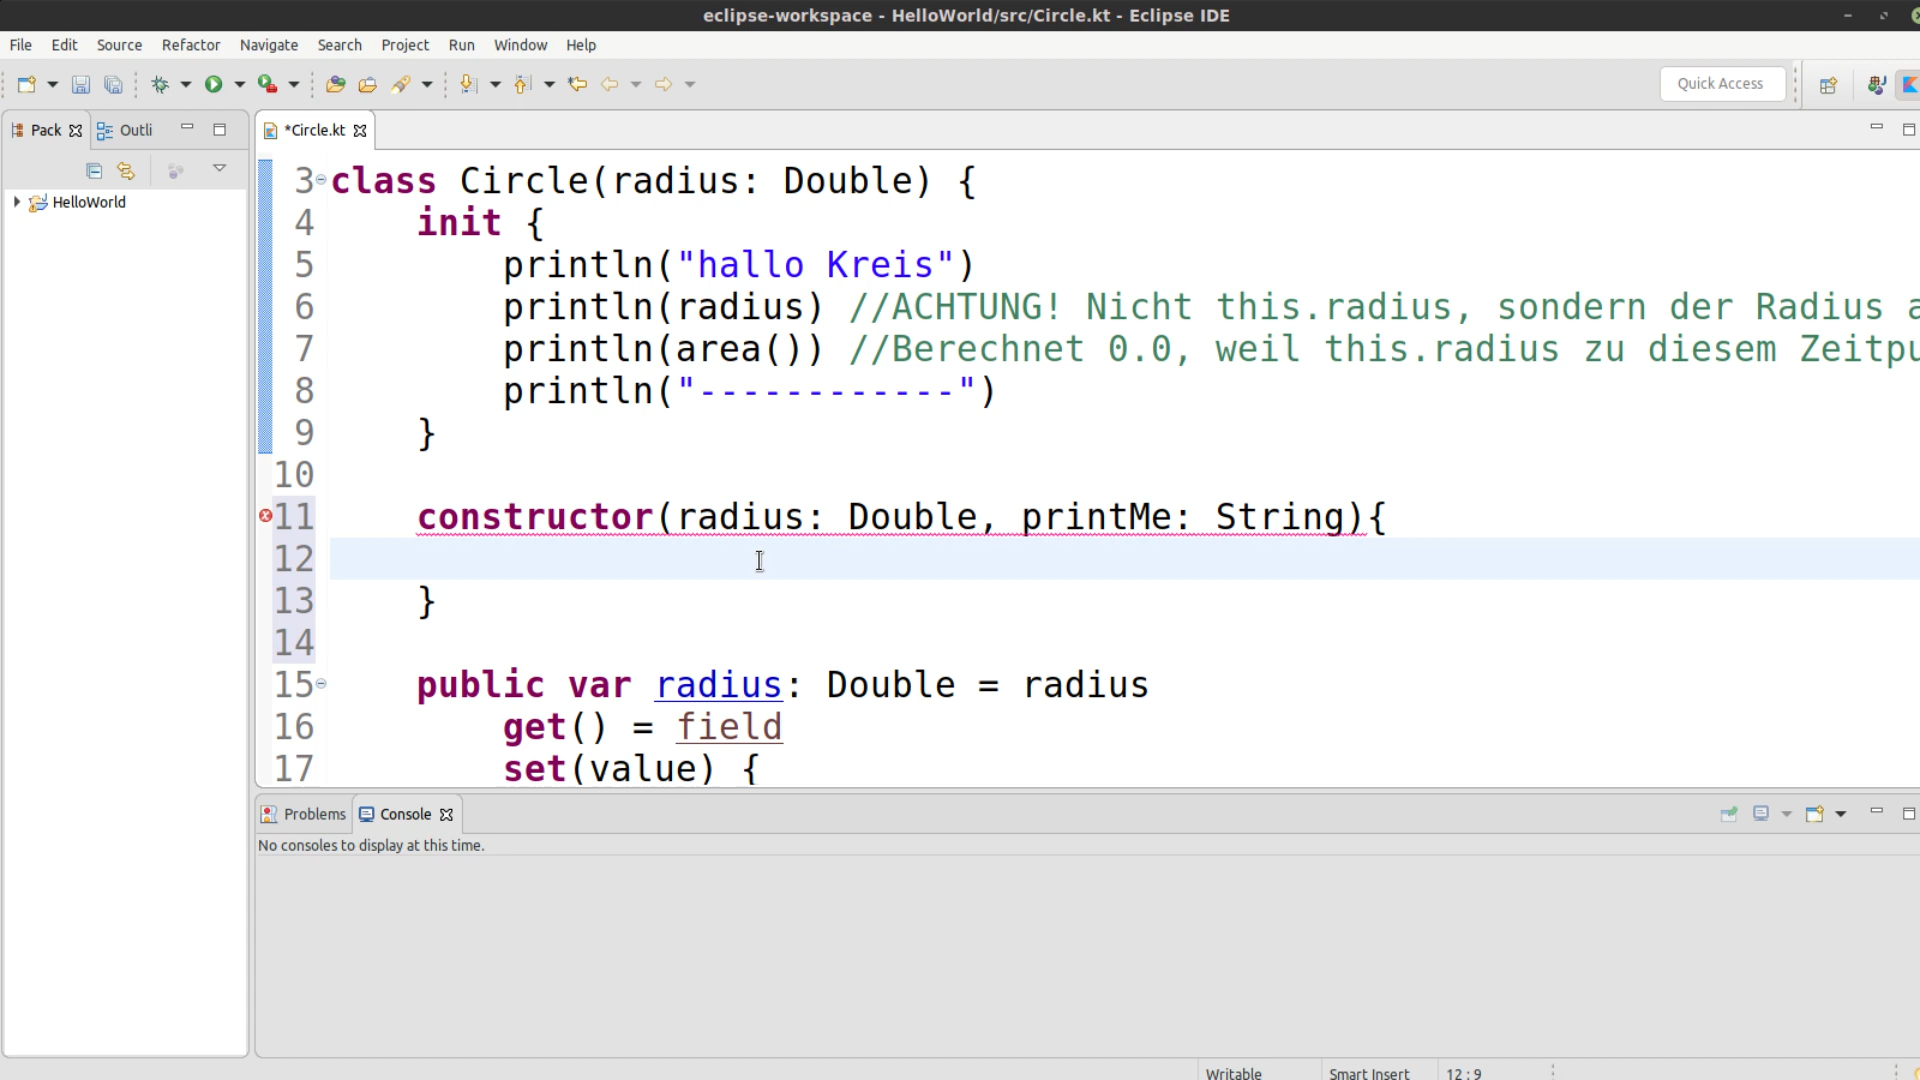 eclipse-workspace - HelloWorld/src/Circle.kt - Eclipse IDE
File Edit Source Refactor Navigate Search Project Run Window Help
Quick Access
Pack Outli
*Circle.kt
HelloWorld
3 class Circle(radius: Double) {
4 init {
5 println("hallo Kreis")
6 println(radius) //ACHTUNG! Nicht this.radius, sondern der Radius
7 println(area()) //Berechnet 0.0, weil this.radius zu diesem
8 println("------------")
9 }
10
11 constructor(radius: Double, printMe: String){
12
13 }
14
15 public var radius: Double = radius
16 get() = field
17 set(value) {
Problems Console
No consoles to display at this time.
Writable Smart Insert 12 : 9